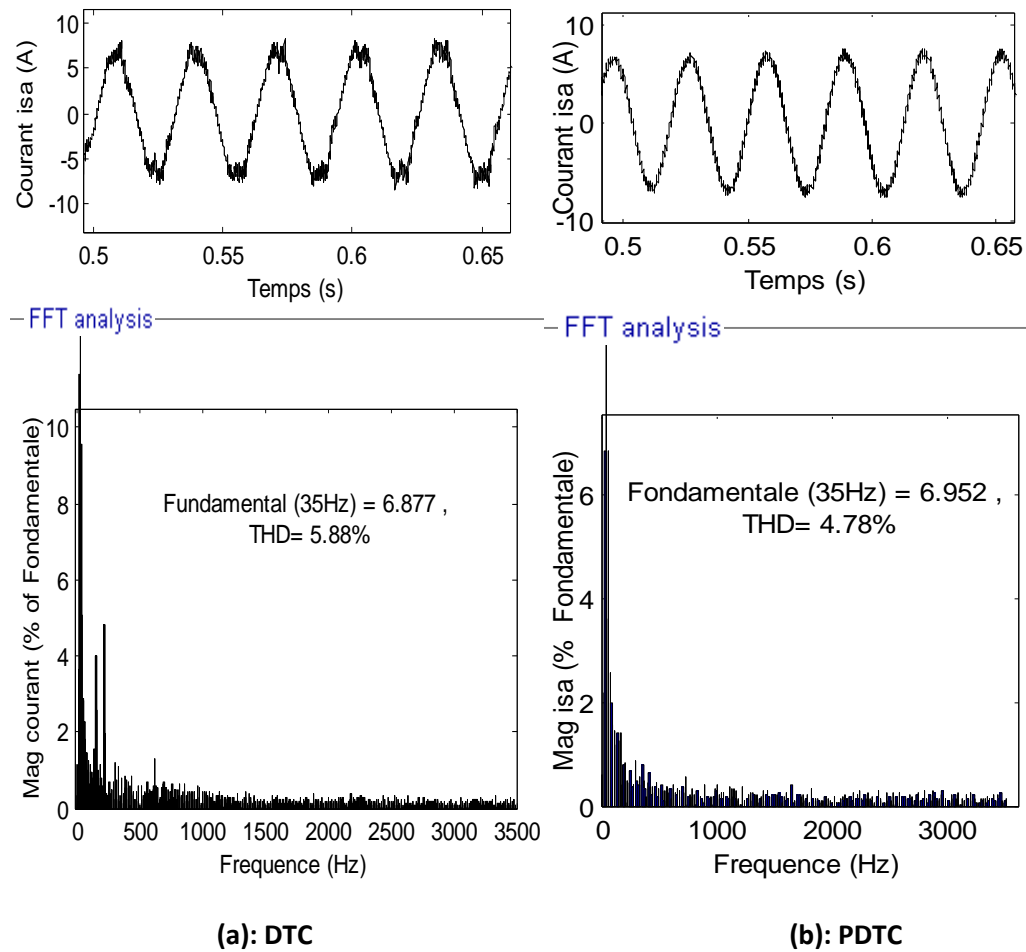 Courant isa (A)
10
5
0
-5
-10
0.5
0.55
0.6
0.65
Temps (s)
Courant isa (A)
10
0
-10
0.5
0.55
0.6
0.65
Temps (s)
FFT analysis
Mag courant (% of Fondamentale)
10
8
6
4
2
0
Fundamental (35Hz) = 6.877 ,
THD= 5.88%
0
500
1000
1500
2000
2500
3000
3500
Frequence (Hz)
FFT analysis
Mag isa (% Fondamentale)
6
4
2
0
Fondamentale (35Hz) = 6.952 ,
THD= 4.78%
0
1000
2000
3000
Frequence (Hz)
(a): DTC
(b): PDTC